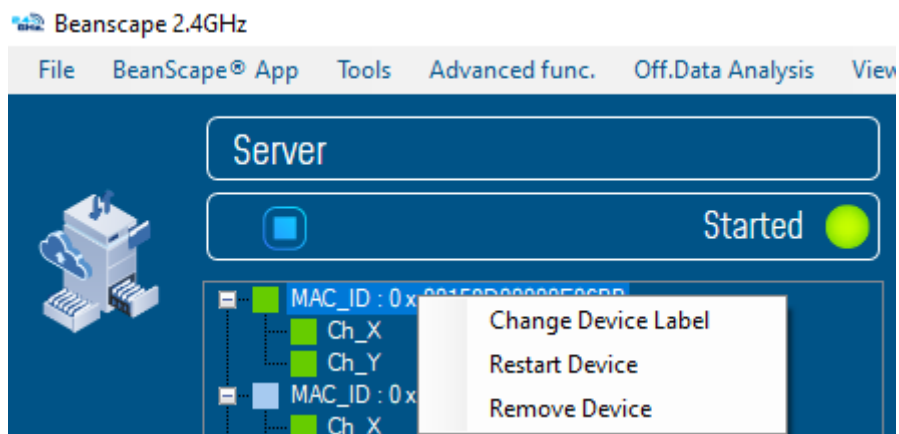 Beanscape 2.4GHz
File BeanScape® App Tools Advanced func. Off.Data Analysis View
Server
Started
MAC_ID : 0x
Change Device Label
Ch_X
Restart Device
Ch_Y
MAC_ID : 0x
Remove Device
Ch_X